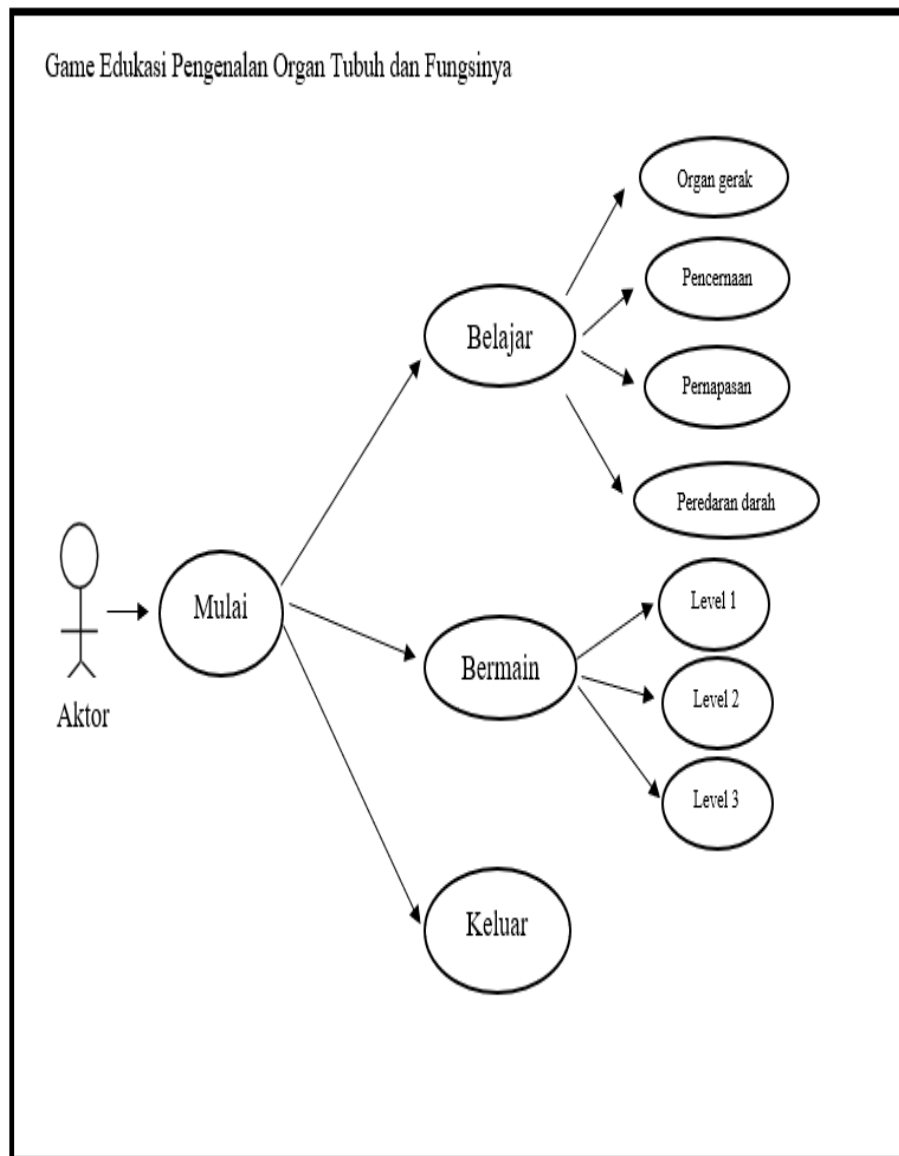 Game Edukasi Pengenalan Organ Tubuh dan Fungsinya
Organ gerak
Pencernaan
Belajar
Pernapasan
Peredaran darah
Mulai
Level 1
Bermain
Level 2
Aktor
Level 3
Keluar